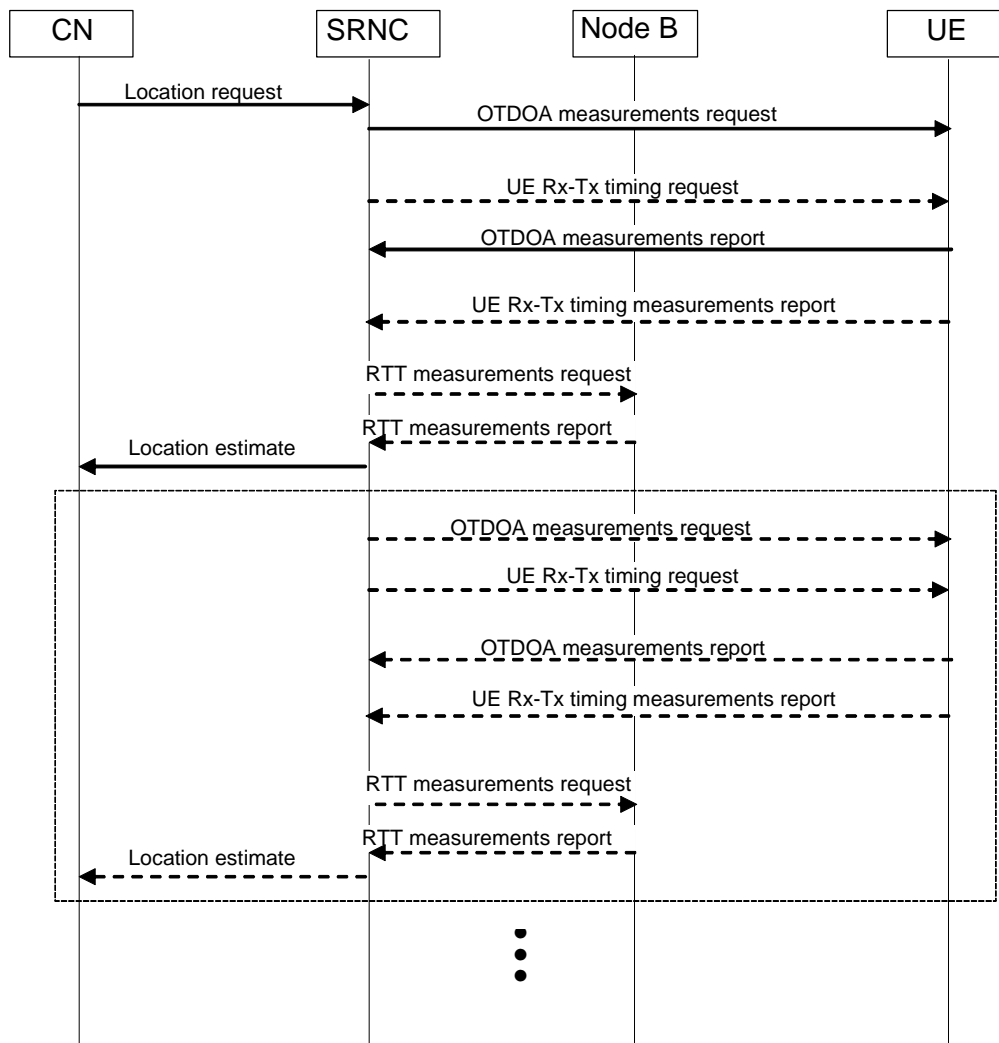 CN
SRNC
Node B
UE
Location request
OTDOA measurements request
UE Rx-Tx timing request
OTDOA measurements report
UE Rx-Tx timing measurements report
RTT measurements request
RTT measurements report
Location estimate
OTDOA measurements request
UE Rx-Tx timing request
OTDOA measurements report
UE Rx-Tx timing measurements report
RTT measurements request
RTT measurements report
Location estimate